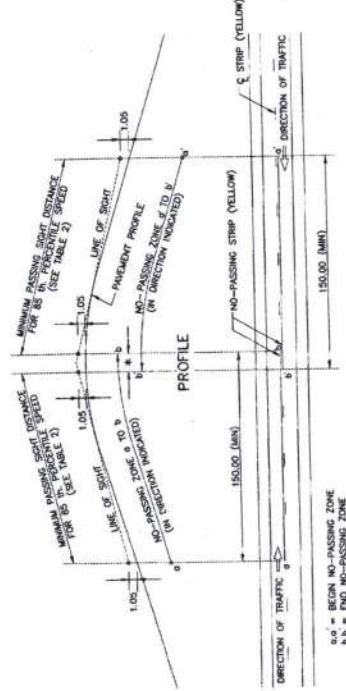 MINIMUM PASSING SIGHT DISTANCE
FOR 85 th. PERCENTILE SPEED
(SEE TABLE 2)
MINIMUM PASSING SIGHT DISTANCE
FOR 85 th. PERCENTILE SPEED
(SEE TABLE 2)
1.05
1.05
1.05
1.05
LINE OF SIGHT
LINE OF SIGHT
PAVEMENT PROFILE
NO-PASSING ZONE a TO b
(IN DIRECTION INDICATED)
NO-PASSING ZONE a' TO b'
(IN DIRECTION INDICATED)
a
b'
*
b
a'
PROFILE
150.00 (MIN)
NO-PASSING STRIP (YELLOW)
150.00 (MIN)
℄ STRIP (YELLOW)
DIRECTION OF TRAFFIC
a
b'
b
a'
DIRECTION OF TRAFFIC
a,a' = BEGIN NO-PASSING ZONE
b,b' = END NO-PASSING ZONE